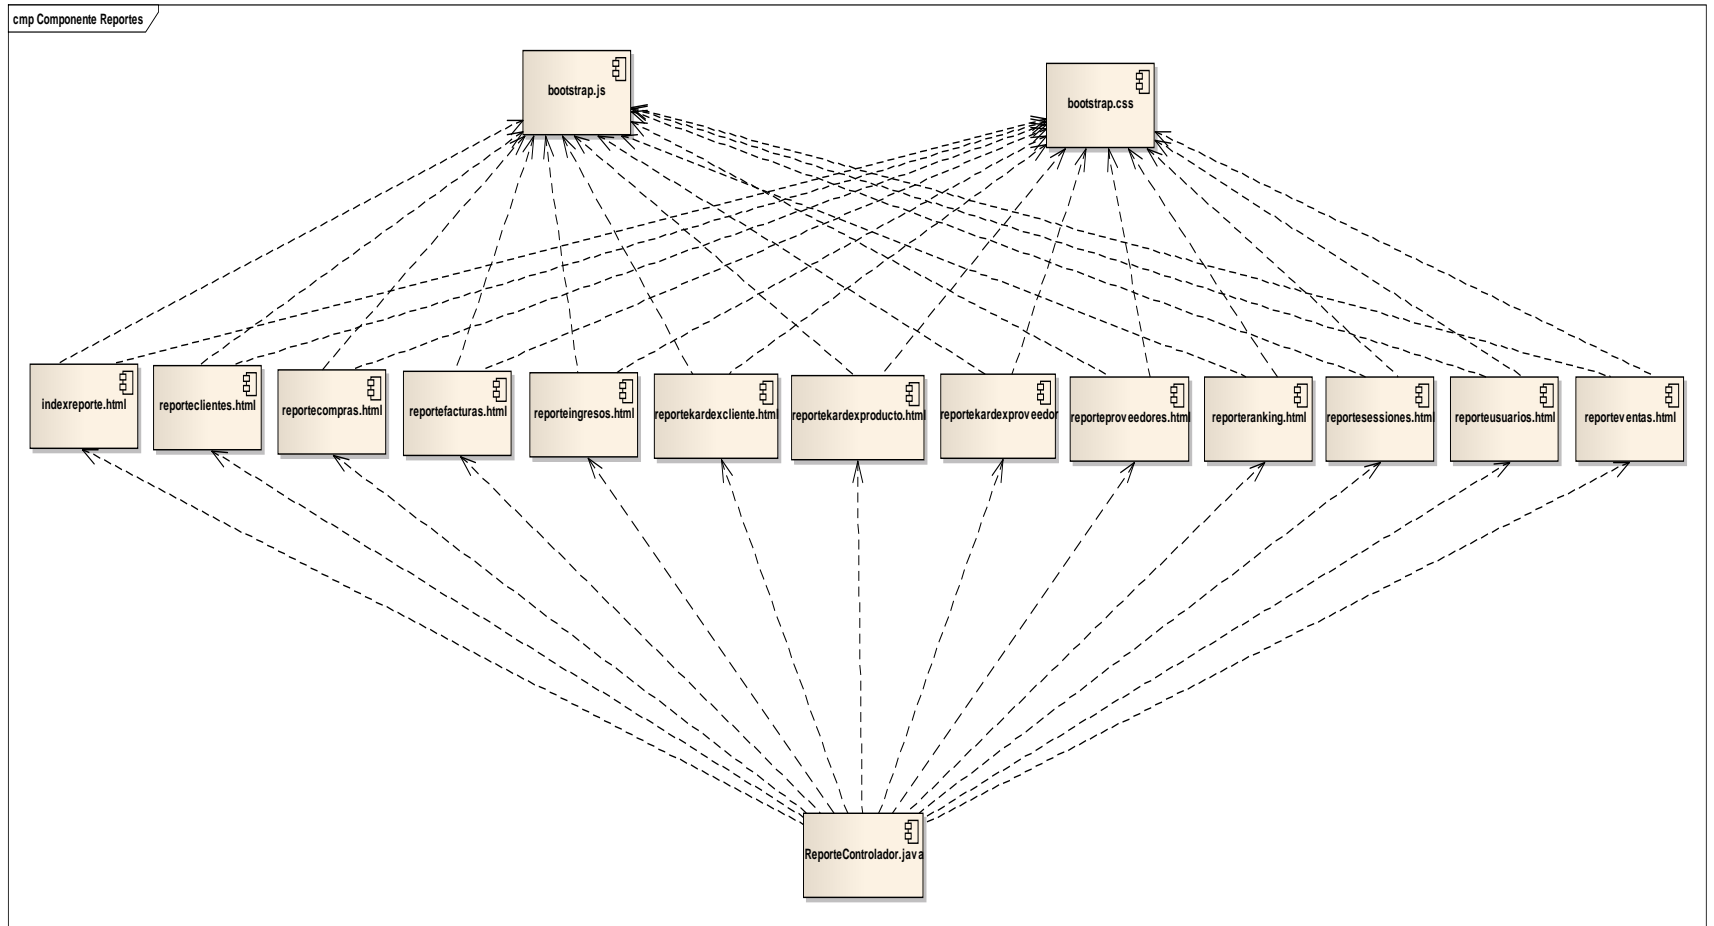 cmp Componente Reportes
bootstrap.js
bootstrap.css
indexreporte.html
reporteclientes.html
reportecompras.html
reportefacturas.html
reporteingresos.html
reportekardexcliente.html
reportekardexproducto.html
reportekardexproveedor
reporteproveedores.html
reporteranking.html
reportesessiones.html
reporteusuarios.html
reporteventas.html
ReporteControlador.java